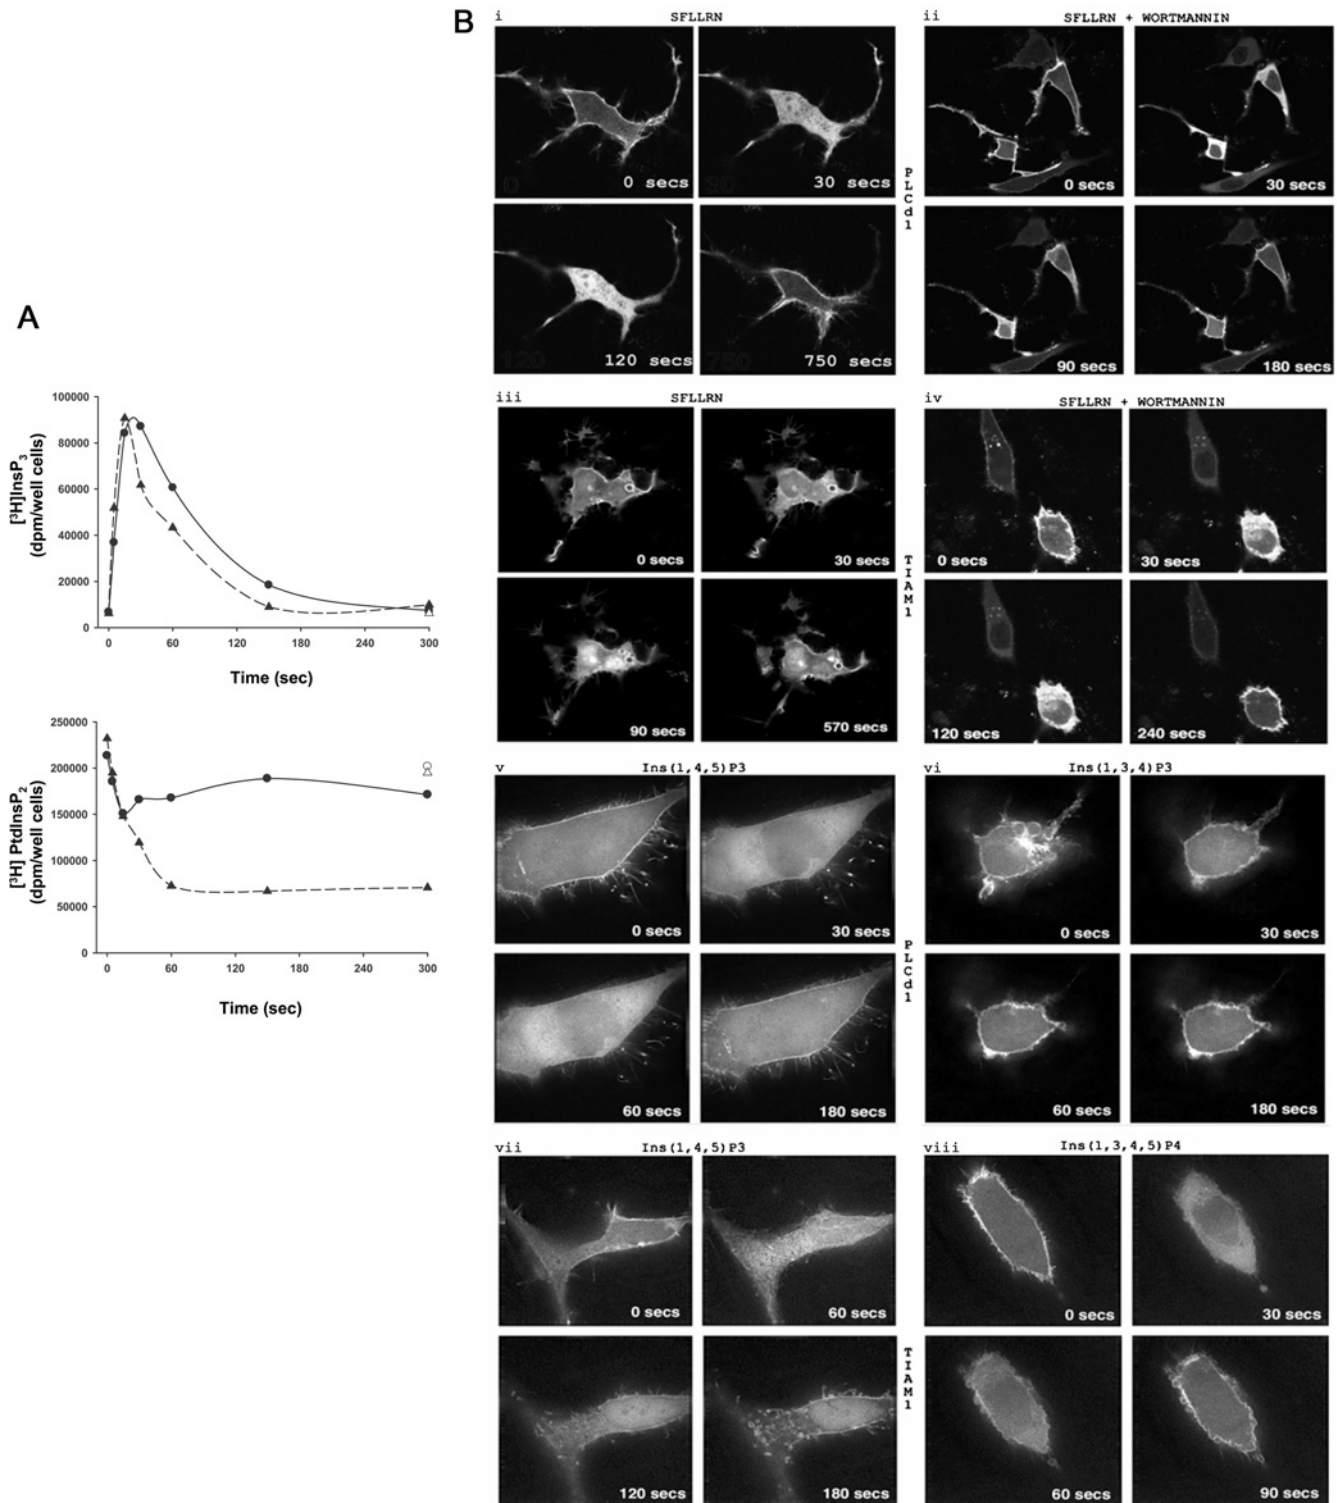 A
[³H]InsP₃
(dpm/well cells)
100000
80000
60000
40000
20000
0
0 60 120 180 240 300
Time (sec)
[³H] PtdInsP₂
(dpm/well cells)
250000
200000
150000
100000
50000
0
0 60 120 180 240 300
Time (sec)
B
i SFLLRN
0 secs
30 secs
120 secs
750 secs
PLCd1
ii SFLLRN + WORTMANNIN
0 secs
30 secs
90 secs
180 secs
iii SFLLRN
0 secs
30 secs
90 secs
570 secs
TIAM1
iv SFLLRN + WORTMANNIN
0 secs
30 secs
120 secs
240 secs
v Ins(1,4,5)P3
0 secs
30 secs
60 secs
180 secs
PLCd1
vi Ins(1,3,4)P3
0 secs
30 secs
60 secs
180 secs
vii Ins(1,4,5)P3
0 secs
60 secs
120 secs
180 secs
TIAM1
viii Ins(1,3,4,5)P4
0 secs
30 secs
60 secs
90 secs